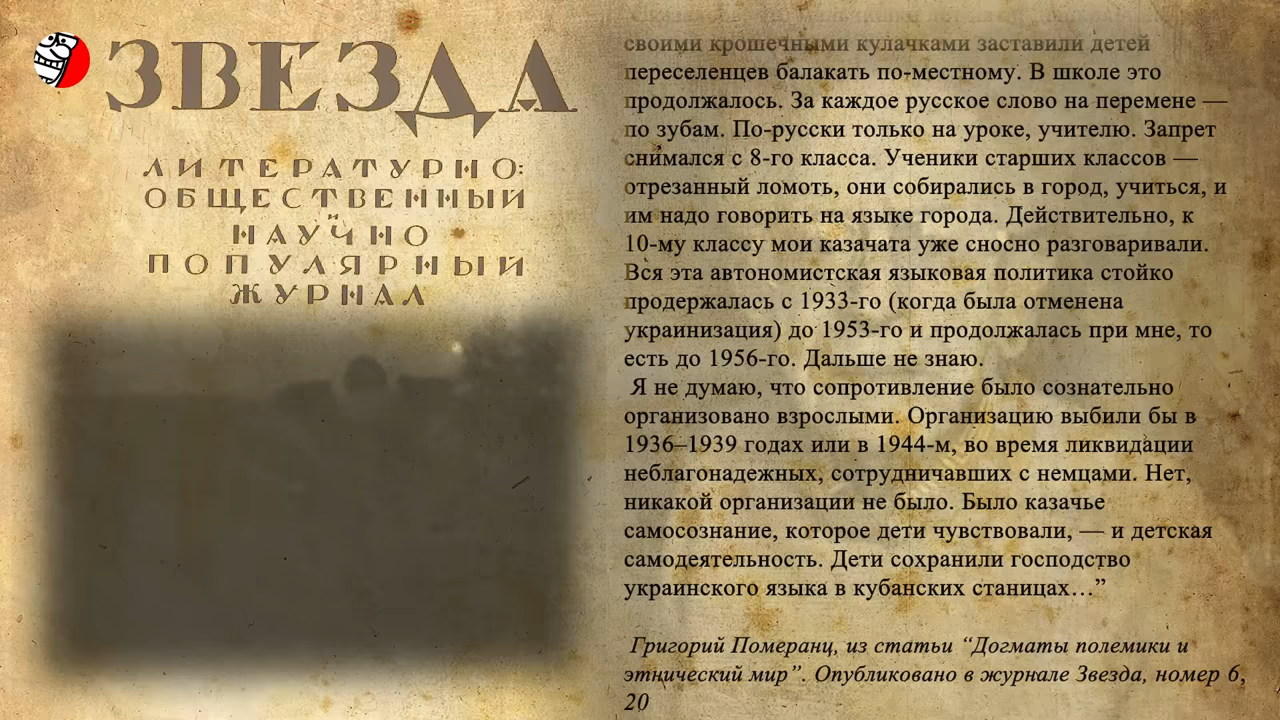 ЗВЕЗДА
ЛИТЕРАТУРНО:
ОБЩЕСТВЕННЫЙ
И
НАУЧНО
ПОПУЛЯРНЫЙ
ЖУРНАЛ
своими крошечными кулачками заставили детей
переселенцев балакать по-местному. В школе это
продолжалось. За каждое русское слово на перемене —
по зубам. По-русски только на уроке, учителю. Запрет
снимался с 8-го класса. Ученики старших классов —
отрезанный ломоть, они собирались в город, учиться, и
им надо говорить на языке города. Действительно, к
10-му классу мои казачата уже сносно разговаривали.
Вся эта автономистская языковая политика стойко
продержалась с 1933-го (когда была отменена
украинизация) до 1953-го и продолжалась при мне, то
есть до 1956-го. Дальше не знаю.
Я не думаю, что сопротивление было сознательно
организовано взрослыми. Организацию выбили бы в
1936–1939 годах или в 1944-м, во время ликвидации
неблагонадежных, сотрудничавших с немцами. Нет,
никакой организации не было. Было казачье
самосознание, которое дети чувствовали, — и детская
самодеятельность. Дети сохранили господство
украинского языка в кубанских станицах…”
Григорий Померанц, из статьи “Догматы полемики и
этнический мир”. Опубликовано в журнале Звезда, номер 6,
20